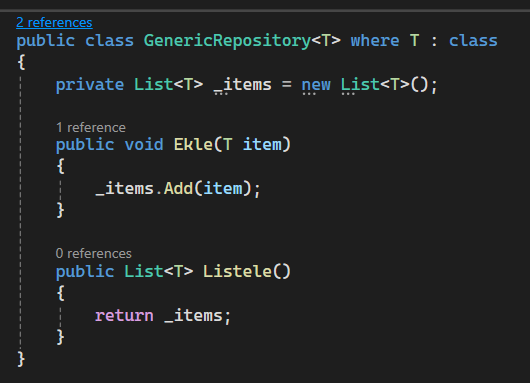 2 references
public class GenericRepository<T> where T : class
{
    private List<T> _items = new List<T>();
    1 reference
    public void Ekle(T item)
    {
        _items.Add(item);
    }
    0 references
    public List<T> Listele()
    {
        return _items;
    }
}